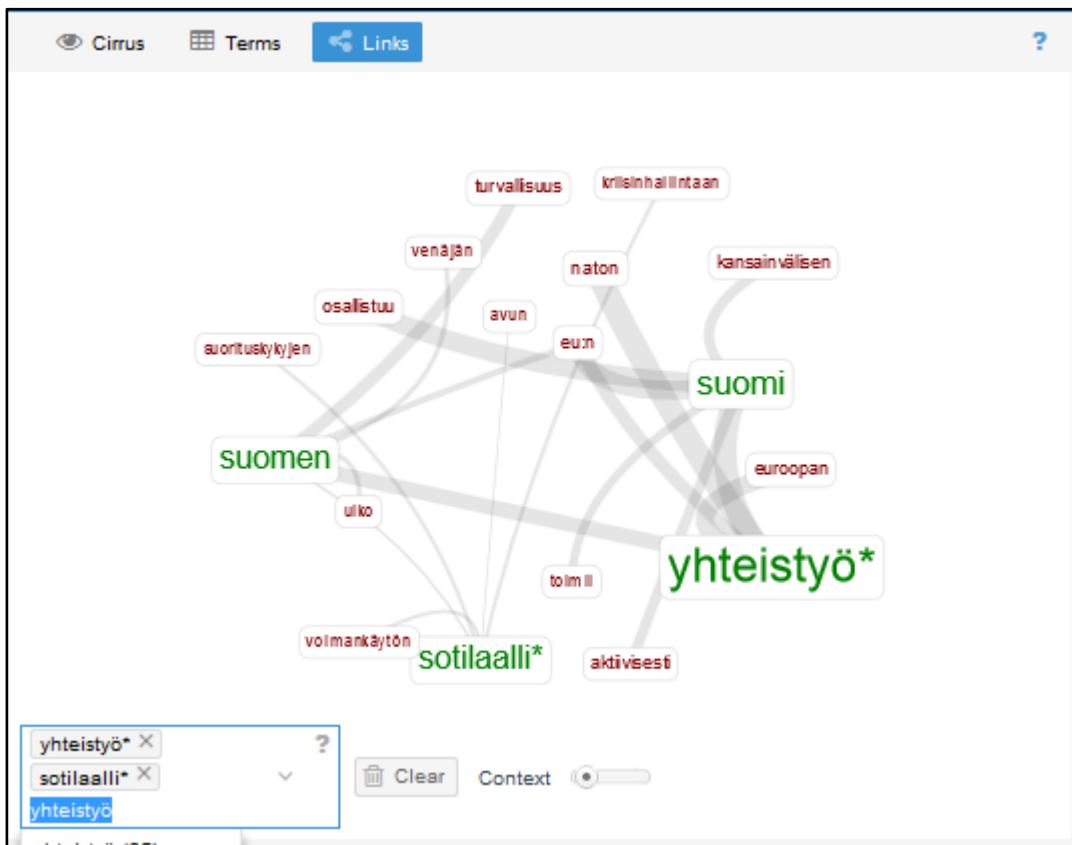 Cirrus Terms Links ?
turvallisuus kriisinhallintaan
venäjän naton kansainvälisen
osallistuu avun
suorituskykyjen eu:n
suomi
suomen euroopan
ulko
yhteistyö*
toimii
voimankäytön sotilaalli* aktiivisesti
yhteistyö* × ?
sotilaalli* × Clear Context
yhteistyö